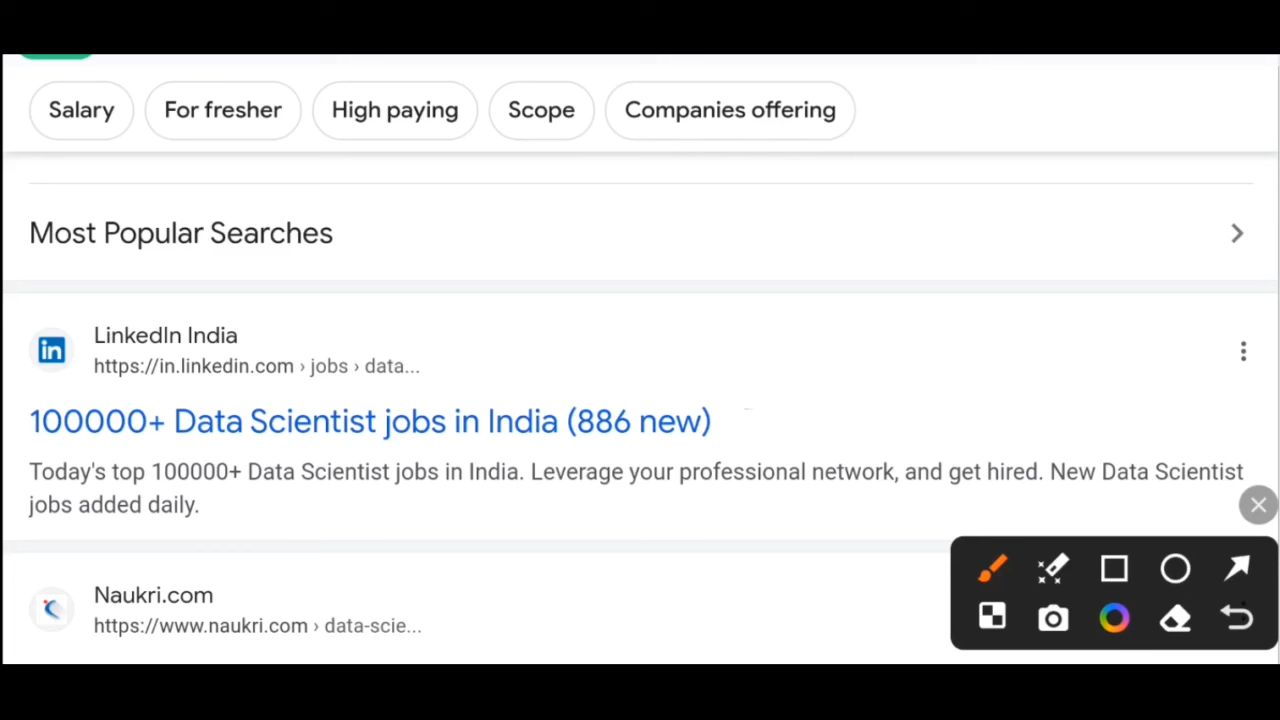 Salary
For fresher
High paying
Scope
Companies offering
Most Popular Searches
in
LinkedIn India
https://in.linkedin.com › jobs › data...
100000+ Data Scientist jobs in India (886 new)
Today's top 100000+ Data Scientist jobs in India. Leverage your professional network, and get hired. New Data Scientist
jobs added daily.
Naukri.com
https://www.naukri.com › data-scie...